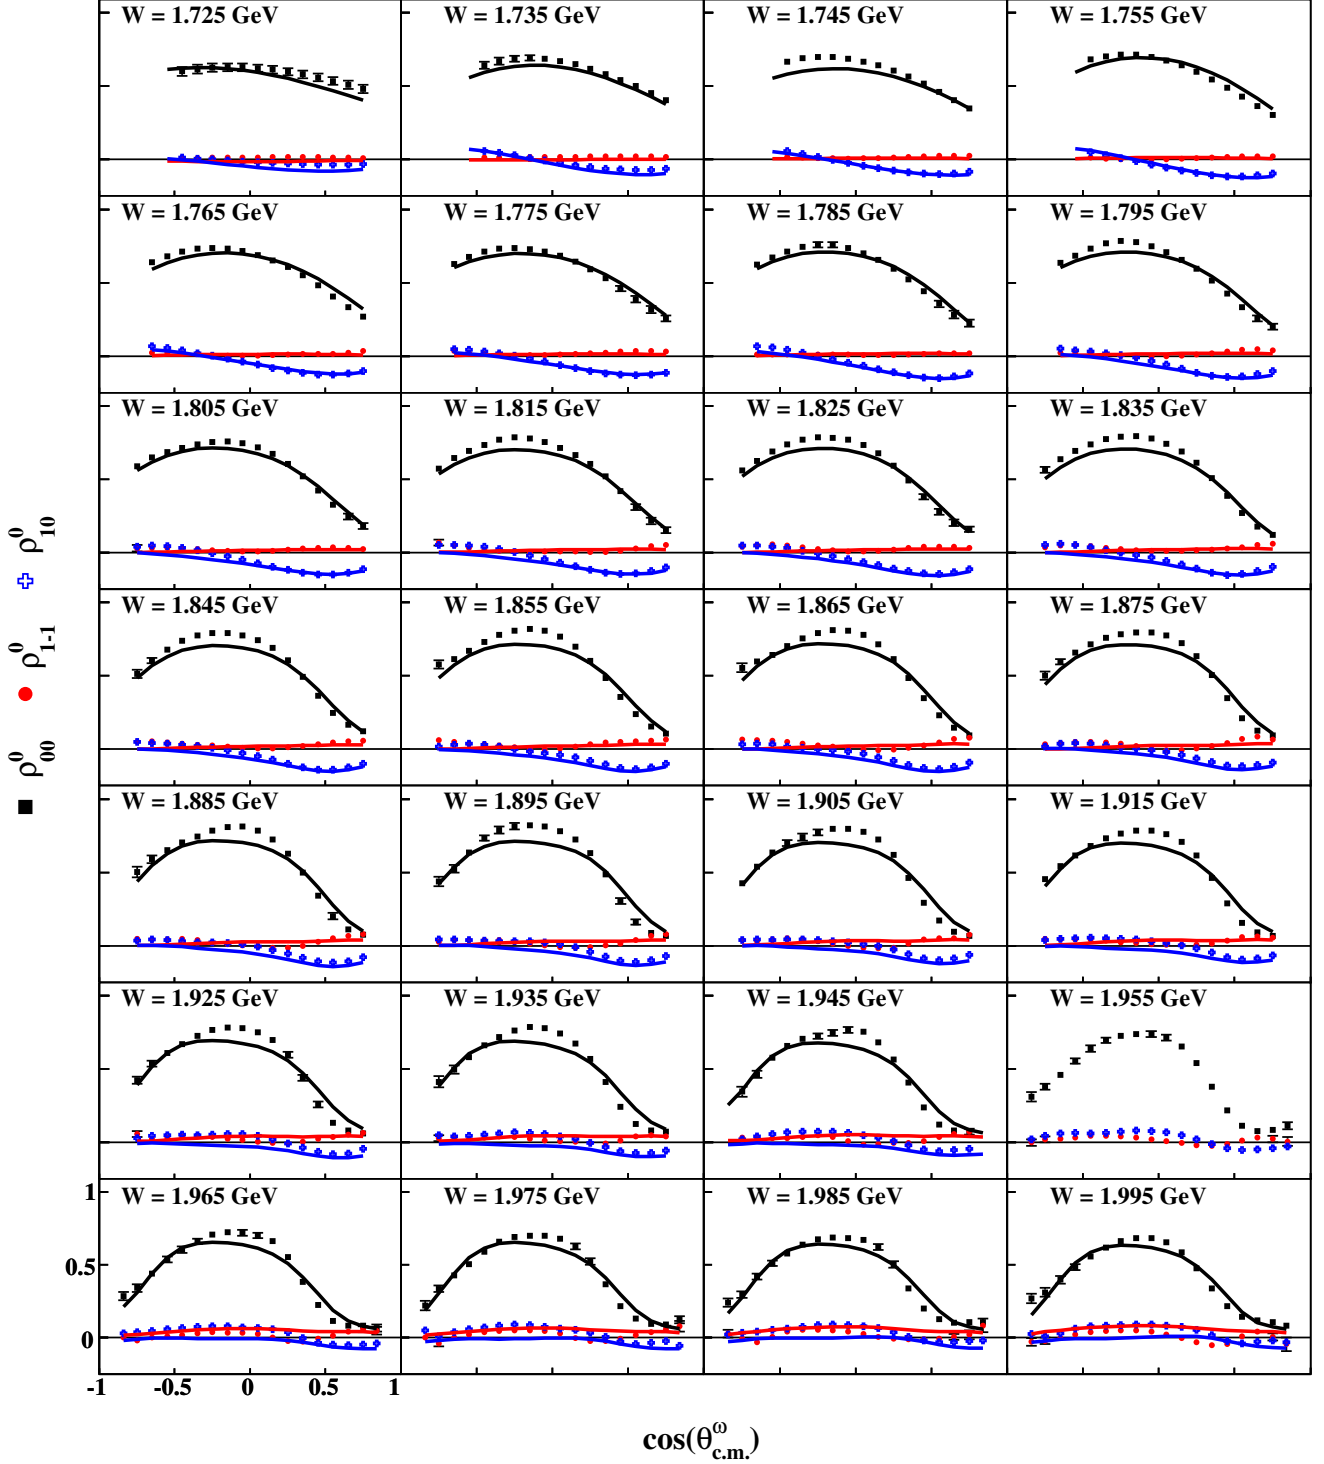 W = 1.725 GeV
W = 1.735 GeV
W = 1.745 GeV
W = 1.755 GeV
W = 1.765 GeV
W = 1.775 GeV
W = 1.785 GeV
W = 1.795 GeV
W = 1.805 GeV
W = 1.815 GeV
W = 1.825 GeV
W = 1.835 GeV
W = 1.845 GeV
W = 1.855 GeV
W = 1.865 GeV
W = 1.875 GeV
W = 1.885 GeV
W = 1.895 GeV
W = 1.905 GeV
W = 1.915 GeV
W = 1.925 GeV
W = 1.935 GeV
W = 1.945 GeV
W = 1.955 GeV
W = 1.965 GeV
W = 1.975 GeV
W = 1.985 GeV
W = 1.995 GeV
1
0.5
0
-1 -0.5 0 0.5 1
ρ⁰₀₀ ρ⁰₁₋₁ ρ⁰₁₀
cos(θ^ω_c.m.)